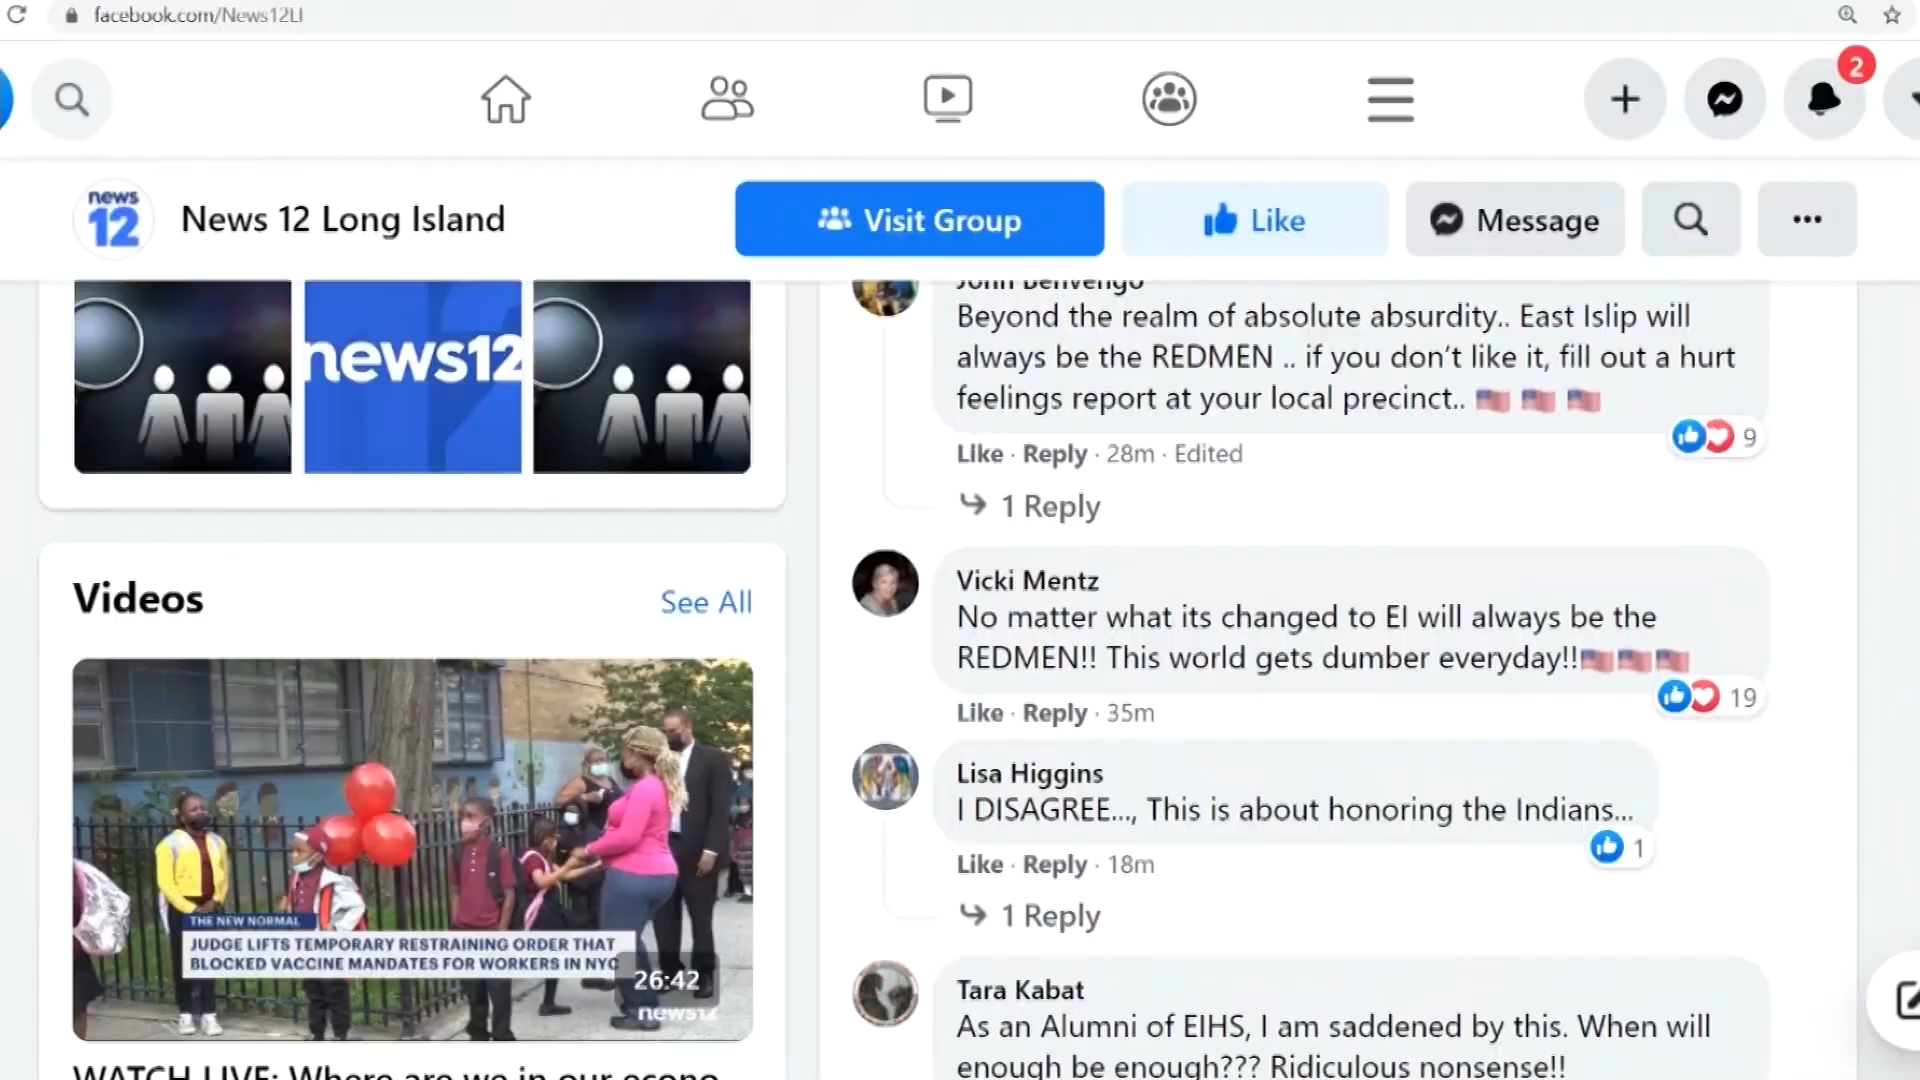 facebook.com/News12LI
2
news
12
News 12 Long Island
Visit Group
Like
Message
news12
John Benvengo
Beyond the realm of absolute absurdity.. East Islip will
always be the REDMEN .. if you don't like it, fill out a hurt
feelings report at your local precinct..
9
Like · Reply · 28m · Edited
1 Reply
Videos
See All
Vicki Mentz
No matter what its changed to EI will always be the
REDMEN!! This world gets dumber everyday!!
19
Like · Reply · 35m
Lisa Higgins
I DISAGREE..., This is about honoring the Indians...
1
Like · Reply · 18m
1 Reply
THE NEW NORMAL
JUDGE LIFTS TEMPORARY RESTRAINING ORDER THAT
BLOCKED VACCINE MANDATES FOR WORKERS IN NYC
26:42
news12
Tara Kabat
As an Alumni of EIHS, I am saddened by this. When will
enough be enough??? Ridiculous nonsense!!
WATCH LIVE: Where are we in our econo